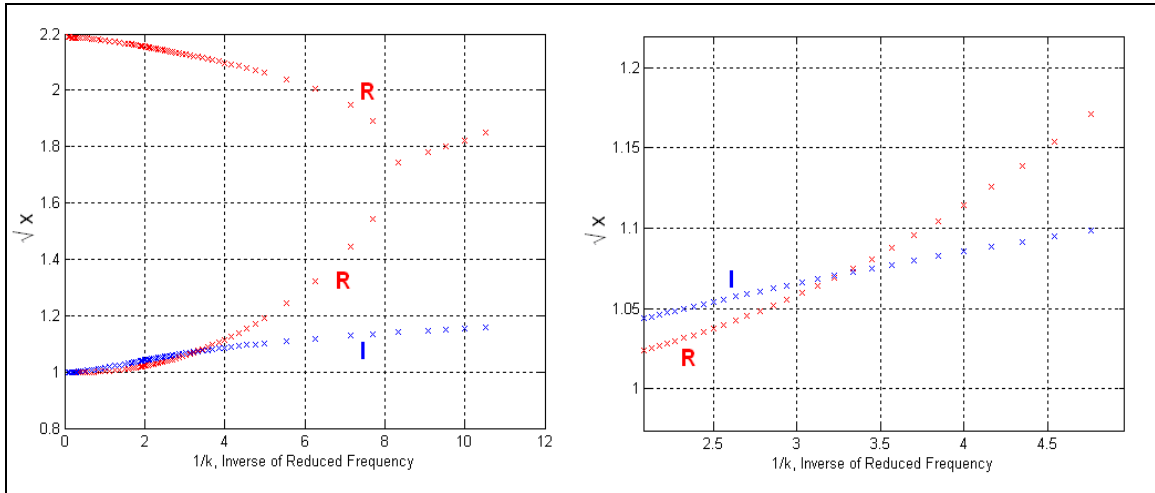 2.2
2
1.8
1.6
1.4
1.2
1
0.8
√ x
R
R
I
0 2 4 6 8 10 12
1/k, Inverse of Reduced Frequency
1.2
1.15
1.1
1.05
1
√ x
I
R
2.5 3 3.5 4 4.5
1/k, Inverse of Reduced Frequency